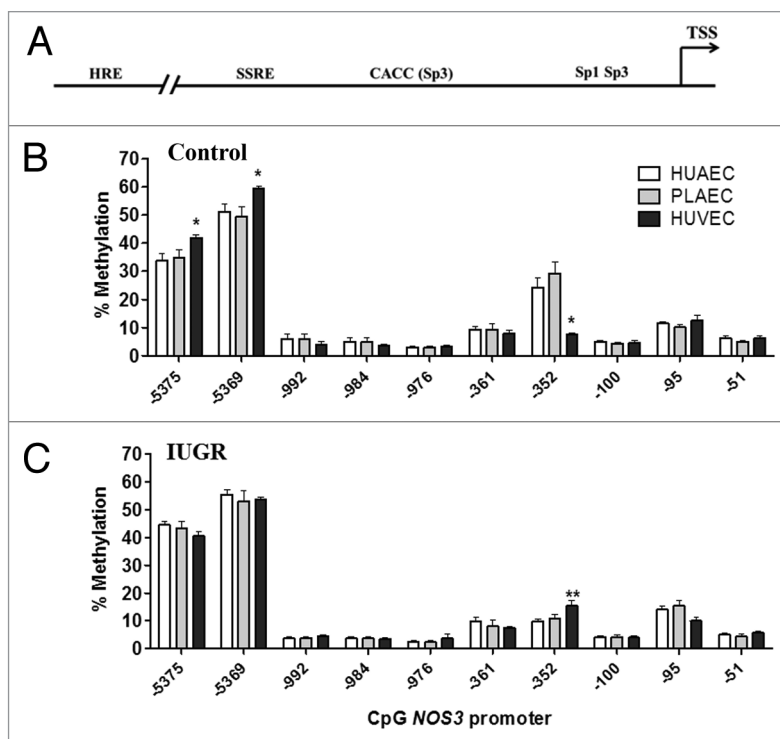 A
TSS
HRE SSRE CACC (Sp3) Sp1 Sp3
B
Control
% Methylation
70
60
50
40
30
20
10
0
* * *
HUAEC
PLAEC
HUVEC
-5375 -5369 -992 -984 -976 -361 -352 -100 -95 -51
C
IUGR
% Methylation
70
60
50
40
30
20
10
0
**
-5375 -5369 -992 -984 -976 -361 -352 -100 -95 -51
CpG NOS3 promoter